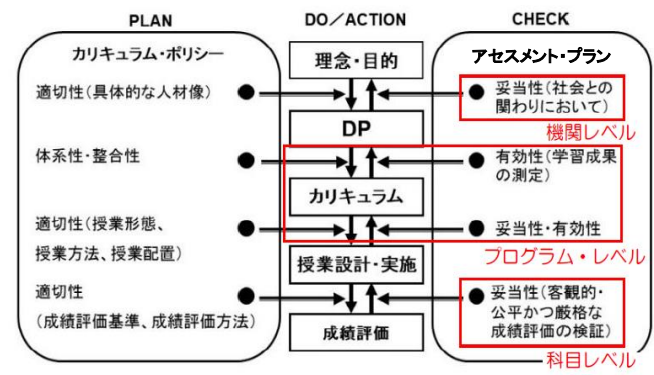 PLAN
カリキュラム・ポリシー
適切性(具体的な人材像)
体系性・整合性
適切性(授業形態、
授業方法、授業配置)
適切性
(成績評価基準、成績評価方法)
DO/ACTION
理念・目的
DP
カリキュラム
授業設計・実施
成績評価
CHECK
アセスメント・プラン
妥当性(社会との
関わりにおいて)
機関レベル
有効性(学習成果
の測定)
妥当性・有効性
プログラム・レベル
妥当性(客観的・
公平かつ厳格な
成績評価の検証)
科目レベル